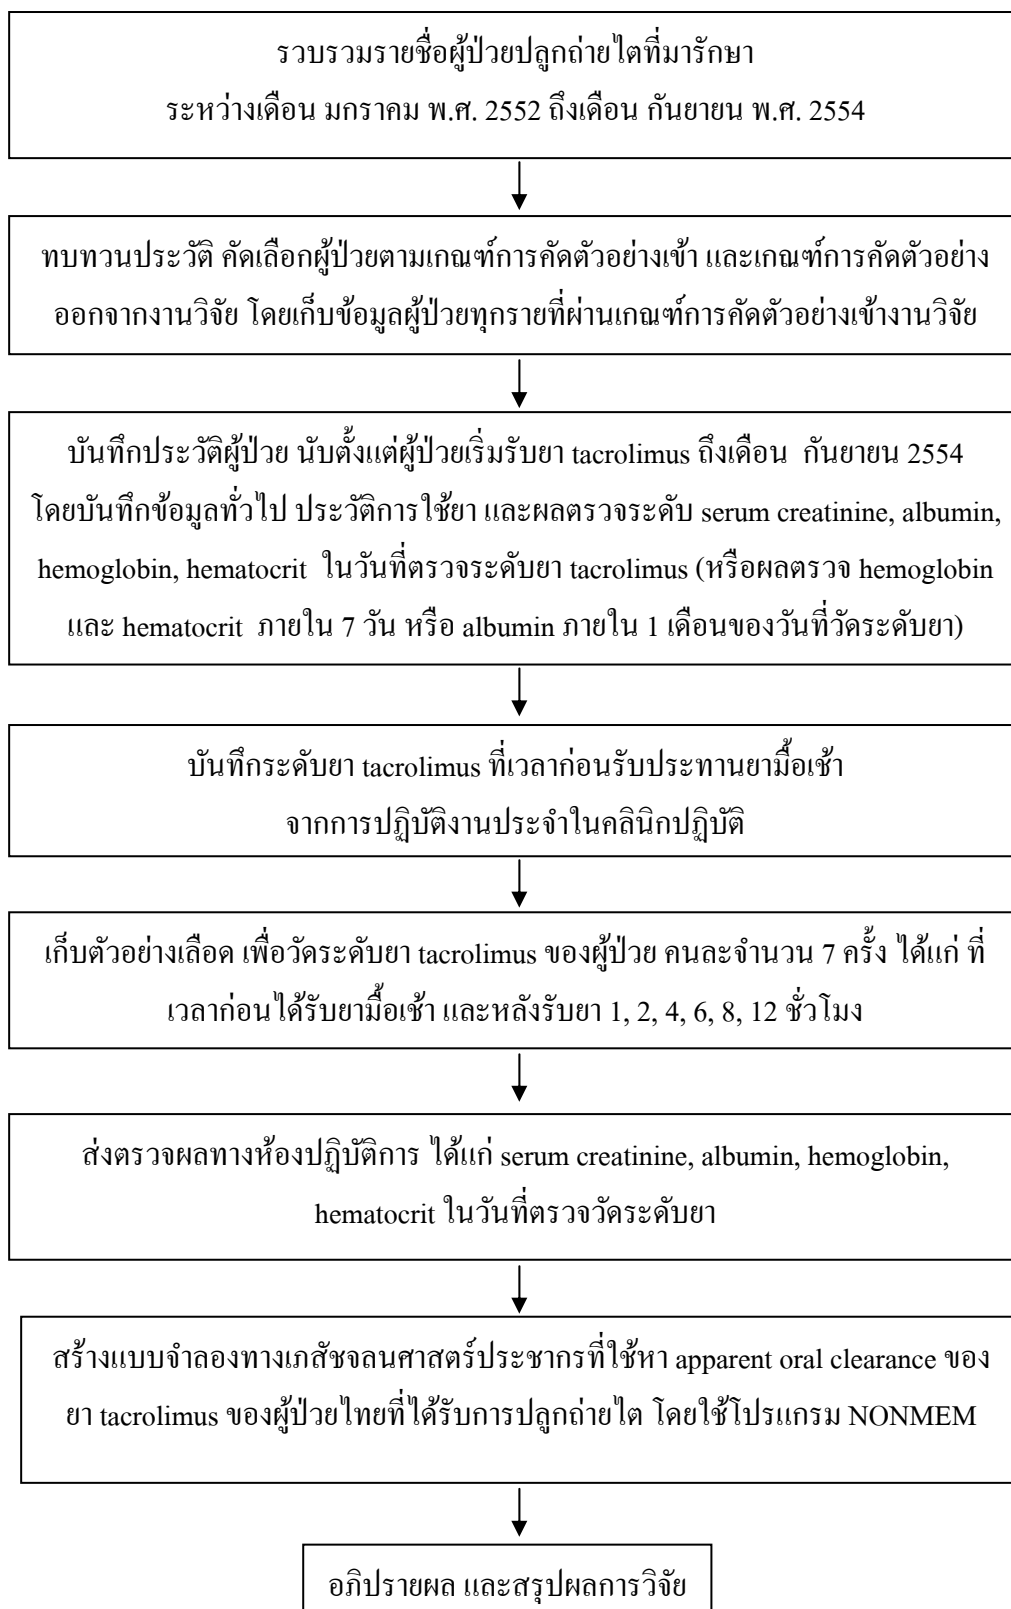 รวบรวมรายชื่อผู้ป่วยปลูกถ่ายไตที่มารักษา
ระหว่างเดือน มกราคม พ.ศ. 2552 ถึงเดือน กันยายน พ.ศ. 2554
ทบทวนประวัติ คัดเลือกผู้ป่วยตามเกณฑ์การคัดตัวอย่างเข้า และเกณฑ์การคัดตัวอย่าง
ออกจากงานวิจัย โดยเก็บข้อมูลผู้ป่วยทุกรายที่ผ่านเกณฑ์การคัดตัวอย่างเข้างานวิจัย
บันทึกประวัติผู้ป่วย นับตั้งแต่ผู้ป่วยเริ่มรับยา tacrolimus ถึงเดือน กันยายน 2554
โดยบันทึกข้อมูลทั่วไป ประวัติการใช้ยา และผลตรวจระดับ serum creatinine, albumin,
hemoglobin, hematocrit ในวันที่ตรวจระดับยา tacrolimus (หรือผลตรวจ hemoglobin
และ hematocrit ภายใน 7 วัน หรือ albumin ภายใน 1 เดือนของวันที่วัดระดับยา)
บันทึกระดับยา tacrolimus ที่เวลาก่อนรับประทานยามื้อเช้า
จากการปฏิบัติงานประจำในคลินิกปฏิบัติ
เก็บตัวอย่างเลือด เพื่อวัดระดับยา tacrolimus ของผู้ป่วย คนละจำนวน 7 ครั้ง ได้แก่ ที่
เวลาก่อนได้รับยามื้อเช้า และหลังรับยา 1, 2, 4, 6, 8, 12 ชั่วโมง
ส่งตรวจผลทางห้องปฏิบัติการ ได้แก่ serum creatinine, albumin, hemoglobin,
hematocrit ในวันที่ตรวจวัดระดับยา
สร้างแบบจำลองทางเภสัชจลนศาสตร์ประชากรที่ใช้หา apparent oral clearance ของ
ยา tacrolimus ของผู้ป่วยไทยที่ได้รับการปลูกถ่ายไต โดยใช้โปรแกรม NONMEM
อภิปรายผล และสรุปผลการวิจัย